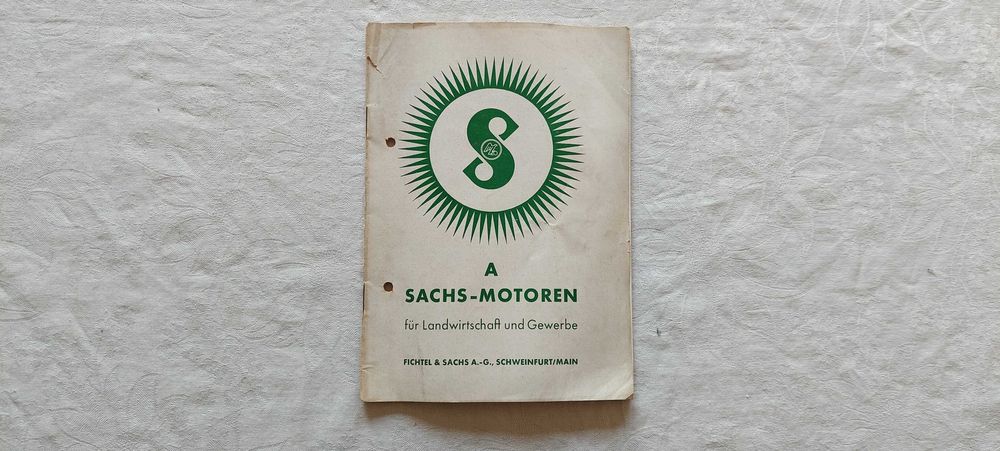 S
A
SACHS-MOTOREN
für Landwirtschaft und Gewerbe
FICHTEL & SACHS A.-G., SCHWEINFURT/MAIN